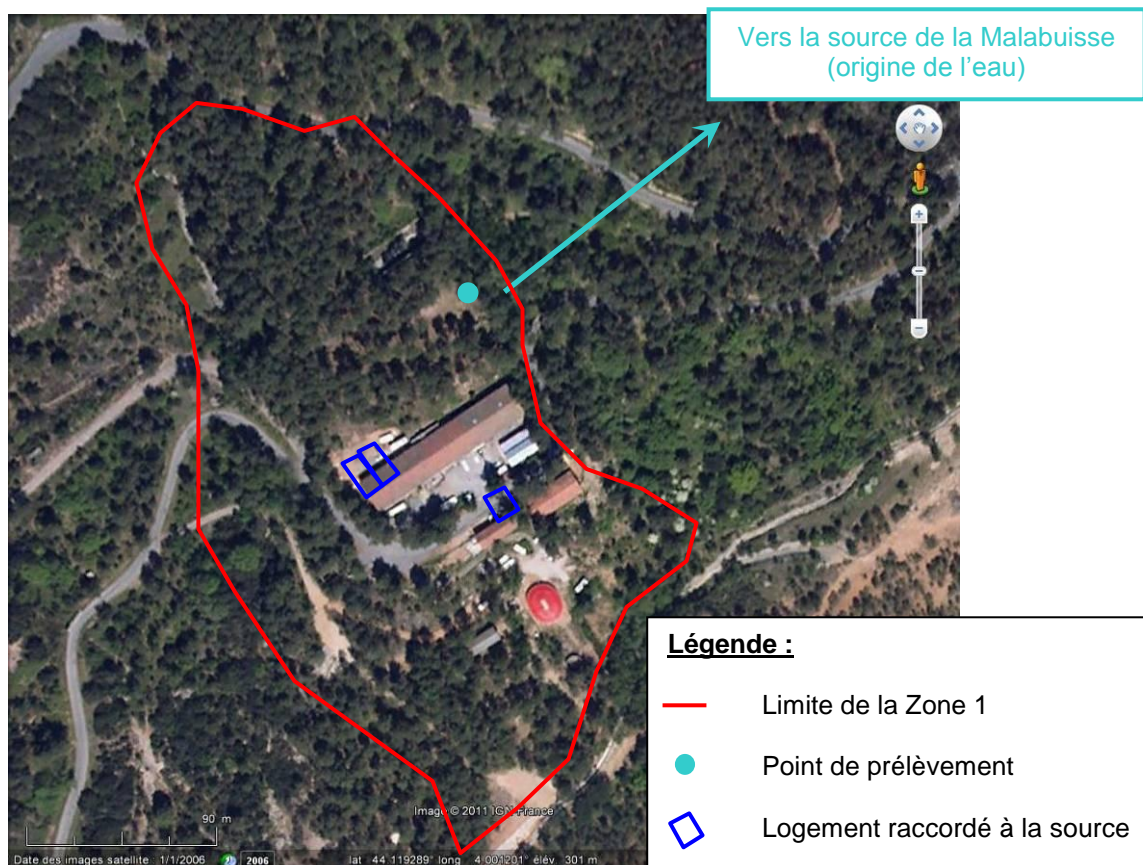 Vers la source de la Malabuisse
(origine de l'eau)
Légende :
Limite de la Zone 1
Point de prélèvement
Logement raccordé à la source
Image © 2011 IGN France
90 m
Date des images satellite 1/1/2006 2006 lat 44.119289° long 4.001201° élév. 301 m